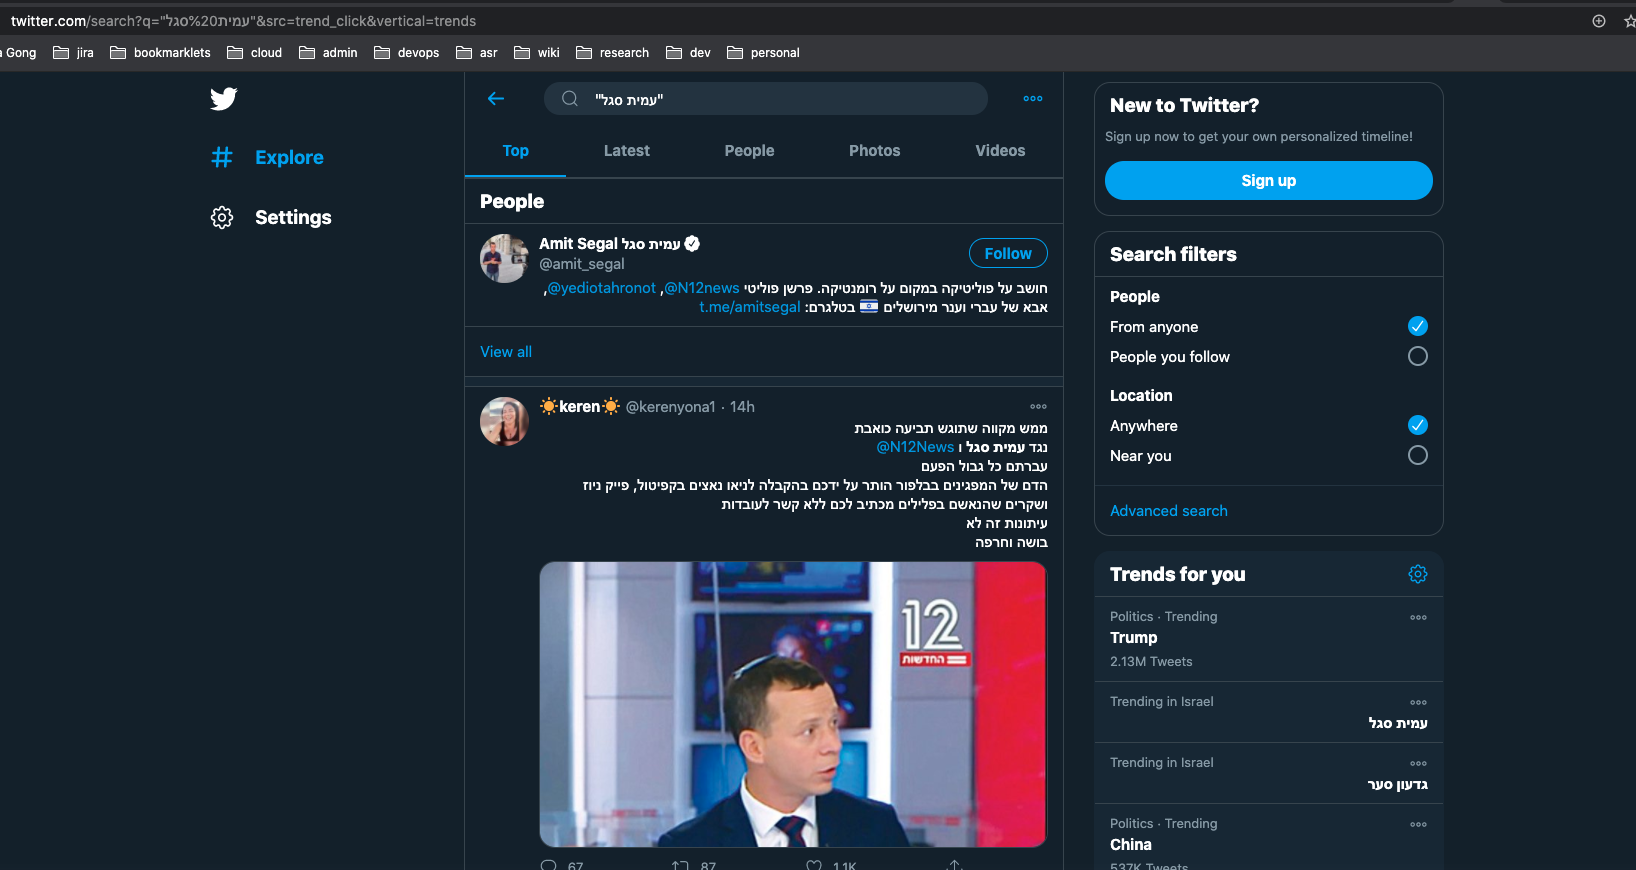 twitter.com/search?q="עמית%20סגל"&src=trend_click&vertical=trends
Gong
jira
bookmarklets
cloud
admin
devops
asr
wiki
research
dev
personal
Explore
Settings
"עמית סגל"
Top
Latest
People
Photos
Videos
People
Amit Segal עמית סגל
@amit_segal
Follow
חושב על פוליטיקה במקום על רומנטיקה. פרשן פוליטי @N12news, @yediotahronot,
אבא של עברי וענר מירושלים 🇮🇱 בטלגרם: t.me/amitsegal
View all
☀keren☀ @kerenyona1 · 14h
ממש מקווה שתוגש תביעה כואבת
נגד עמית סגל ו @N12News
עברתם כל גבול הפעם
הדם של המפגינים בבלפור הותר על ידכם בהקבלה לניאו נאצים בקפיטול, פייק ניוז
ושקרים שהנאשם בפלילים מכתיב לכם ללא קשר לעובדות
עיתונות זה לא
בושה וחרפה
12
החדשות
67
87
1.1K
New to Twitter?
Sign up now to get your own personalized timeline!
Sign up
Search filters
People
From anyone
People you follow
Location
Anywhere
Near you
Advanced search
Trends for you
Politics · Trending
Trump
2.13M Tweets
Trending in Israel
עמית סגל
Trending in Israel
גדעון סער
Politics · Trending
China
537K Tweets